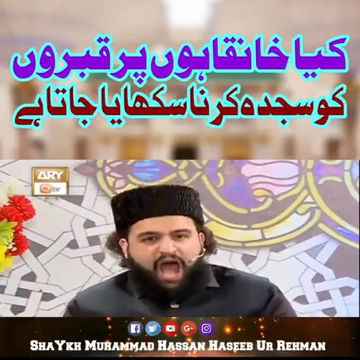 کیا خانقاہوں پر قبروں
کو سجدہ کرنا سکھایا جاتا ہے
ARY
ShaYkh Muhammad Hassan Haseeb Ur Rehman